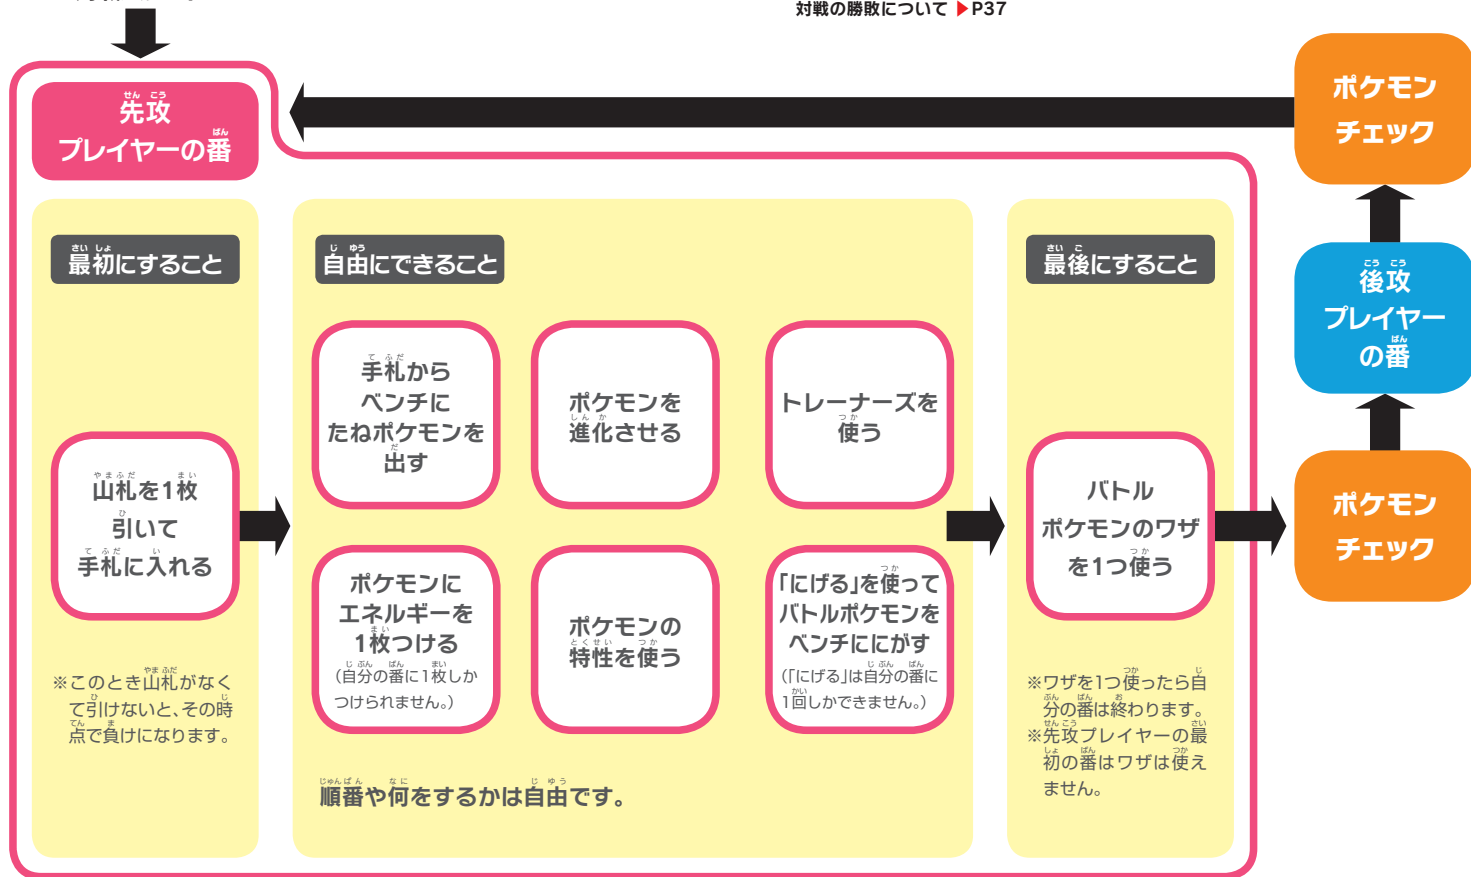 対戦の勝敗について ▶P37
先攻
プレイヤーの番
ポケモン
チェック
後攻
プレイヤー
の番
ポケモン
チェック
最初にすること
山札を1枚
引いて
手札に入れる
※このとき山札がなく
て引けないと、その時
点で負けになります。
自由にできること
手札から
ベンチに
たねポケモンを
出す
ポケモンを
進化させる
トレーナーズを
使う
ポケモンに
エネルギーを
1枚つける
(自分の番に1枚しか
つけられません。)
ポケモンの
特性を使う
「にげる」を使って
バトルポケモンを
ベンチににがす
(「にげる」は自分の番に
1回しかできません。)
順番や何をするかは自由です。
最後にすること
バトル
ポケモンのワザ
を1つ使う
※ワザを1つ使ったら自
分の番は終わります。
※先攻プレイヤーの最
初の番はワザは使え
ません。